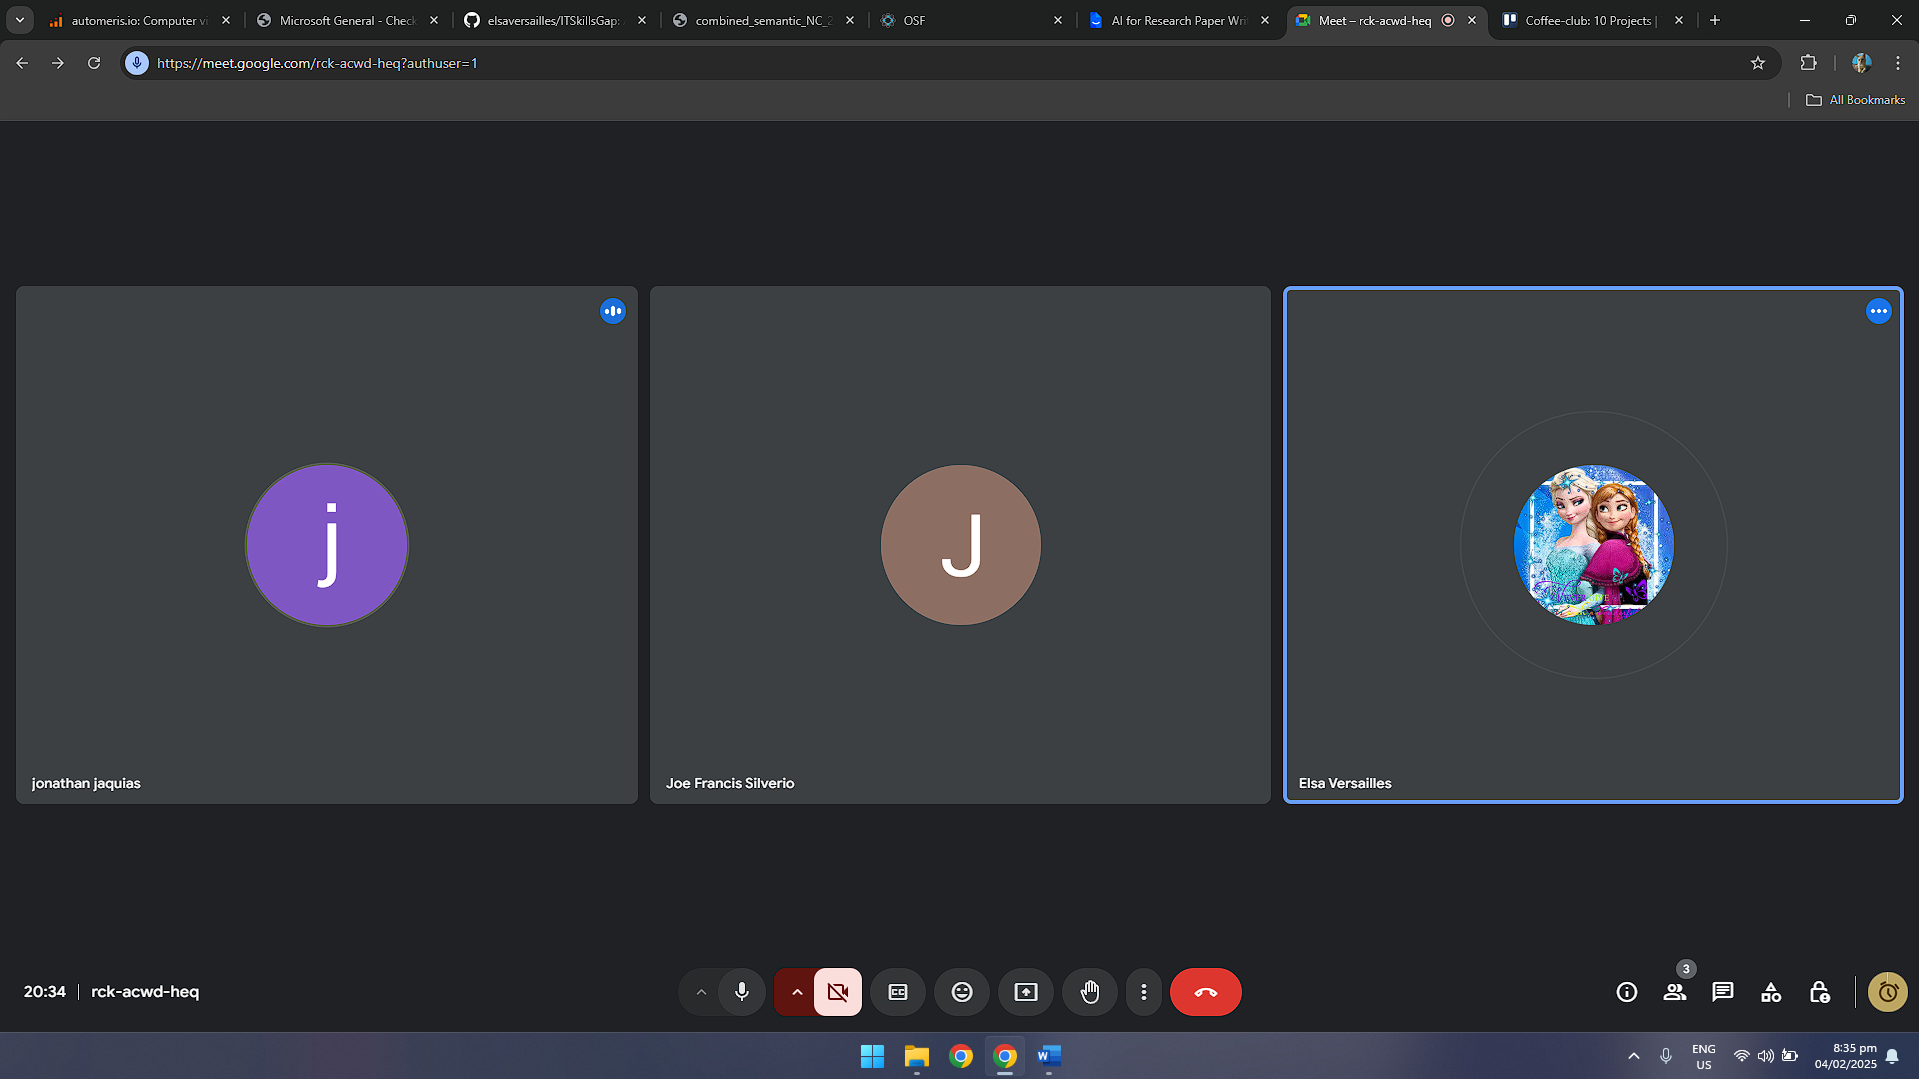 automeris.io: Computer vi
Microsoft General - Check
elsaversailles/ITSkillsGap:
combined_semantic_NC_2
OSF
AI for Research Paper Wri
Meet – rck-acwd-heq
Coffee-club: 10 Projects |
https://meet.google.com/rck-acwd-heq?authuser=1
All Bookmarks
j
J
jonathan jaquias
Joe Francis Silverio
Elsa Versailles
20:34 | rck-acwd-heq
CC
3
W
ENG
US
8:35 pm
04/02/2025